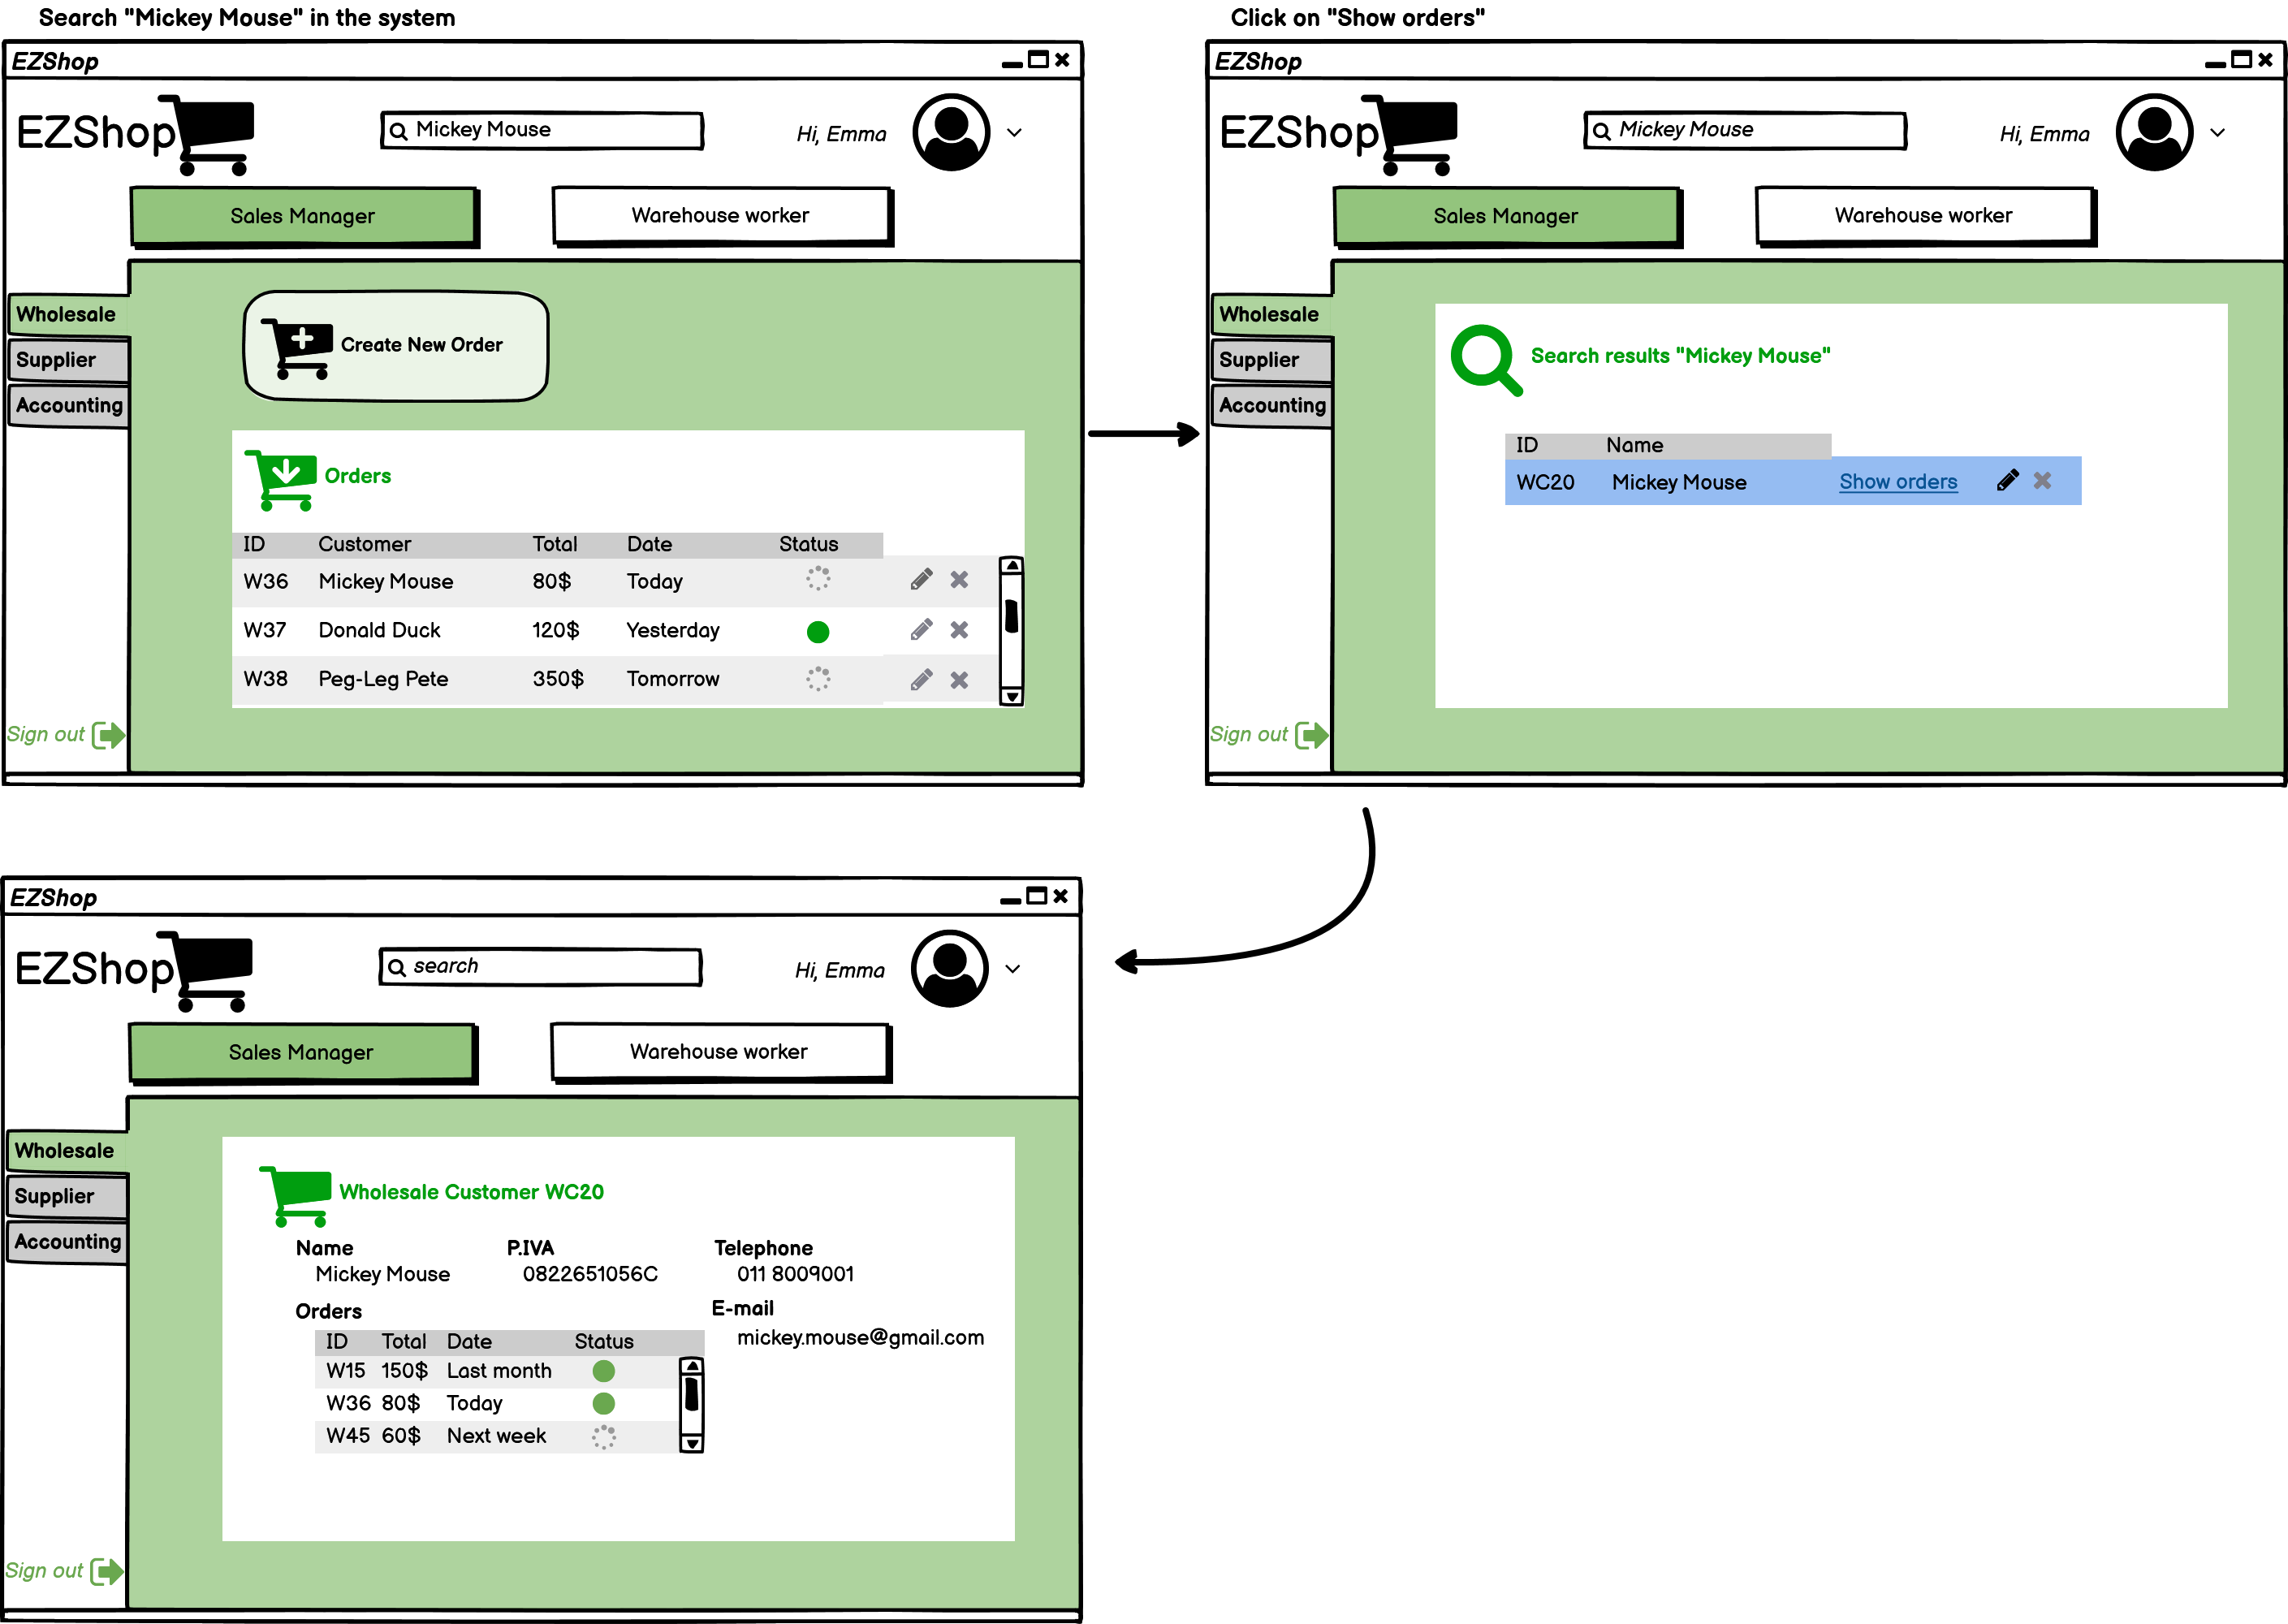 Search "Mickey Mouse" in the system
EZShop
EZShop
Mickey Mouse
Hi, Emma
Sales Manager
Warehouse worker
Wholesale
Supplier
Accounting
Create New Order
Orders
ID Customer Total Date Status
W36 Mickey Mouse 80$ Today
W37 Donald Duck 120$ Yesterday
W38 Peg-Leg Pete 350$ Tomorrow
Sign out
Click on "Show orders"
EZShop
EZShop
Mickey Mouse
Hi, Emma
Sales Manager
Warehouse worker
Wholesale
Supplier
Accounting
Search results "Mickey Mouse"
ID Name
WC20 Mickey Mouse Show orders
Sign out
EZShop
EZShop
search
Hi, Emma
Sales Manager
Warehouse worker
Wholesale
Supplier
Accounting
Wholesale Customer WC20
Name P.IVA Telephone
Mickey Mouse 0822651056C 011 8009001
Orders E-mail
mickey.mouse@gmail.com
ID Total Date Status
W15 150$ Last month
W36 80$ Today
W45 60$ Next week
Sign out